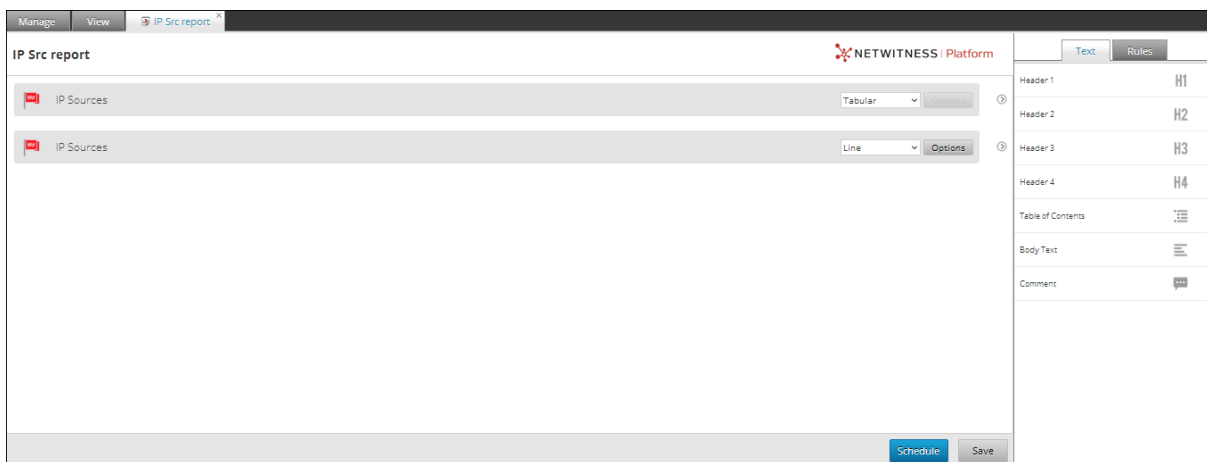 Manage View IP Src report ×
IP Src report NETWITNESS | Platform Text Rules
Header 1 H1
IP Sources Tabular Options
Header 2 H2
IP Sources Line Options Header 3 H3
Header 4 H4
Table of Contents
Body Text
Comment
Schedule Save